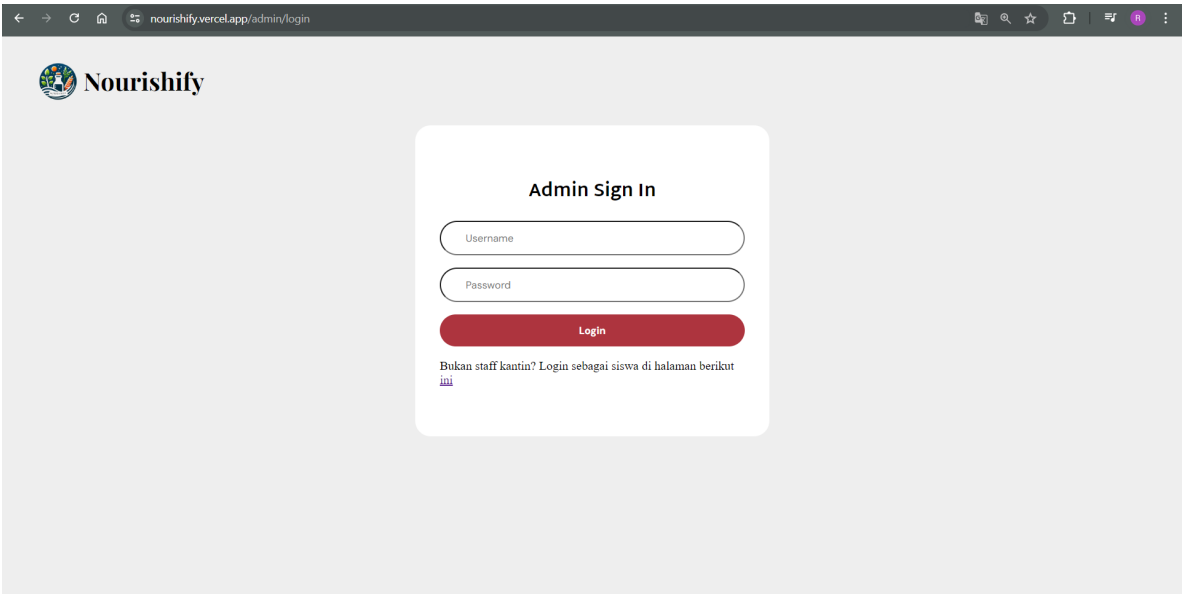 nourishify.vercel.app/admin/login
R
Nourishify
Admin Sign In
Username
Password
Login
Bukan staff kantin? Login sebagai siswa di halaman berikut
ini